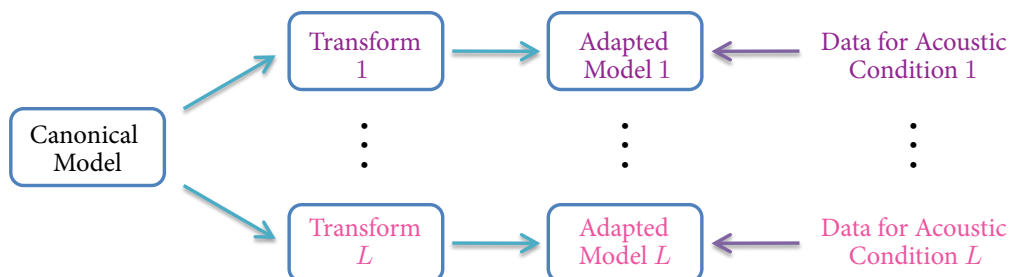 Transform
1
Adapted
Model 1
Data for Acoustic
Condition 1
Canonical
Model
Transform
L
Adapted
Model L
Data for Acoustic
Condition L